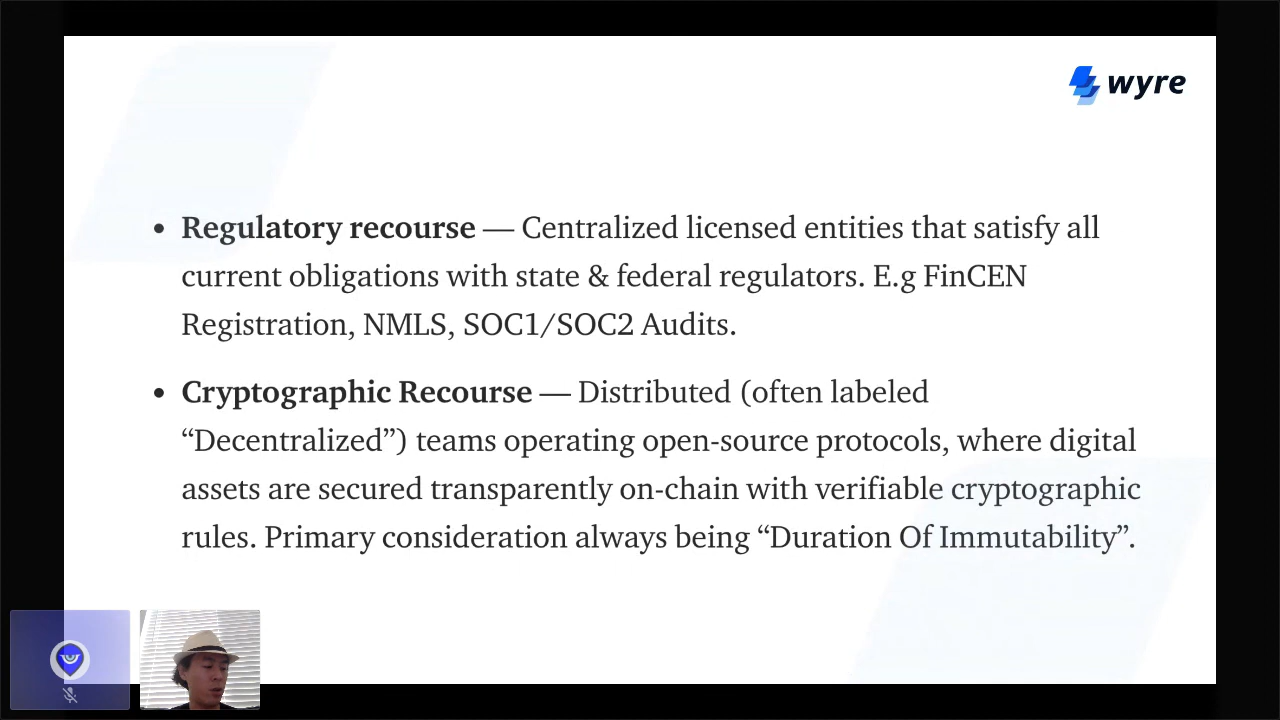 wyre
• Regulatory recourse — Centralized licensed entities that satisfy all
current obligations with state & federal regulators. E.g FinCEN
Registration, NMLS, SOC1/SOC2 Audits.
• Cryptographic Recourse — Distributed (often labeled
“Decentralized”) teams operating open-source protocols, where digital
assets are secured transparently on-chain with verifiable cryptographic
rules. Primary consideration always being “Duration Of Immutability”.